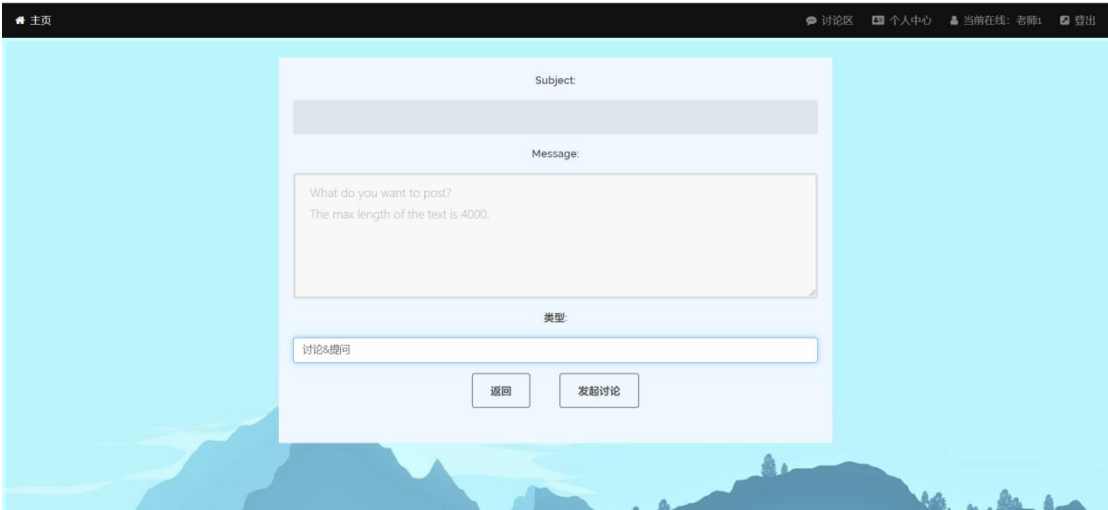 主页
讨论区 个人中心 当前在线：老师1 登出
Subject:
Message:
What do you want to post?
The max length of the text is 4000.
类型:
讨论&提问
返回 发起讨论